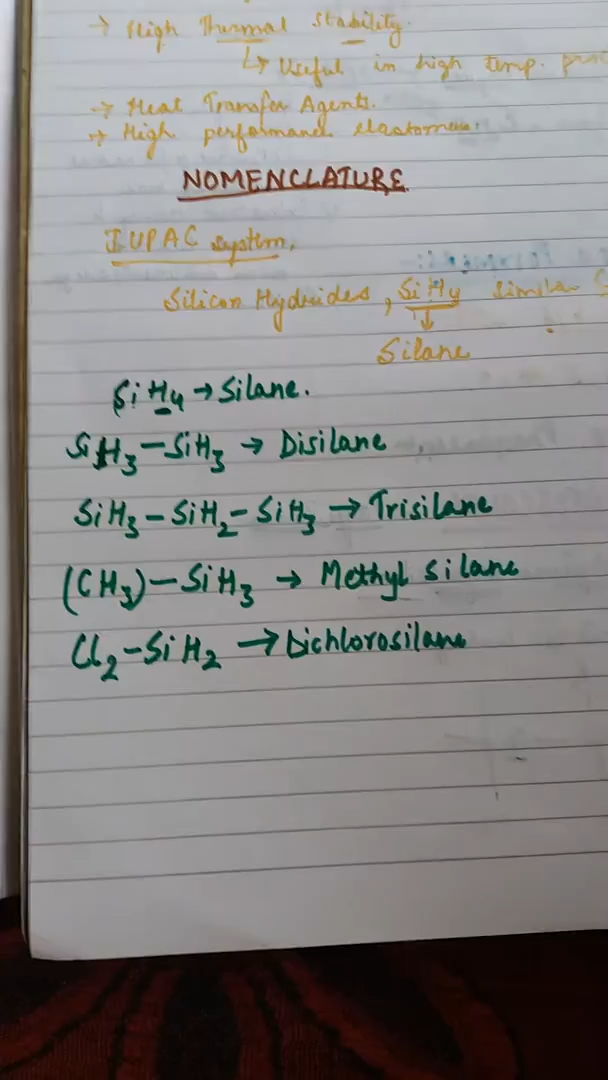 → High Thermal Stability.
↳ Useful in high temp.
→ Heat Transfer Agents.
→ High performance elastomers.
NOMENCLATURE
IUPAC system,
Silicon Hydrides, SiH4 similar
↓
Silane
SiH4 → Silane.
SiH3 – SiH3 → Disilane
SiH3 – SiH2 – SiH3 → Trisilane
(CH3) – SiH3 → Methyl silane
Cl2 – SiH2 → Dichlorosilane